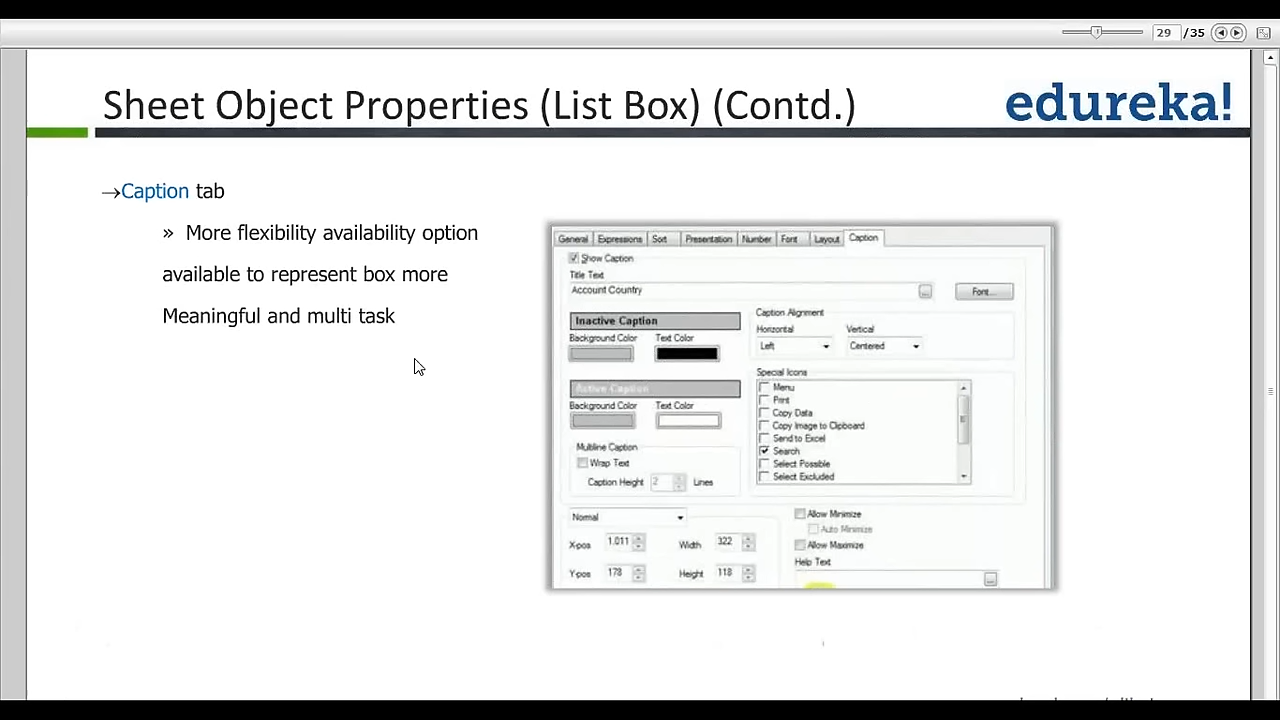 29 /35
Sheet Object Properties (List Box) (Contd.)
edureka!
→Caption tab
» More flexibility availability option
available to represent box more
Meaningful and multi task
General Expressions Sort Presentation Number Font Layout Caption
Show Caption
Title Text
Account Country
... Font...
Inactive Caption
Background Color Text Color
Caption Alignment
Horizontal Vertical
Left Centered
Active Caption
Background Color Text Color
Special Icons
Menu
Print
Copy Data
Copy Image to Clipboard
Send to Excel
Search
Select Possible
Select Excluded
Multiline Caption
Wrap Text
Caption Height 2 Lines
Normal
X-pos 1.011 Width 322
Y-pos 178 Height 118
Allow Minimize
Auto Minimize
Allow Maximize
Help Text
...